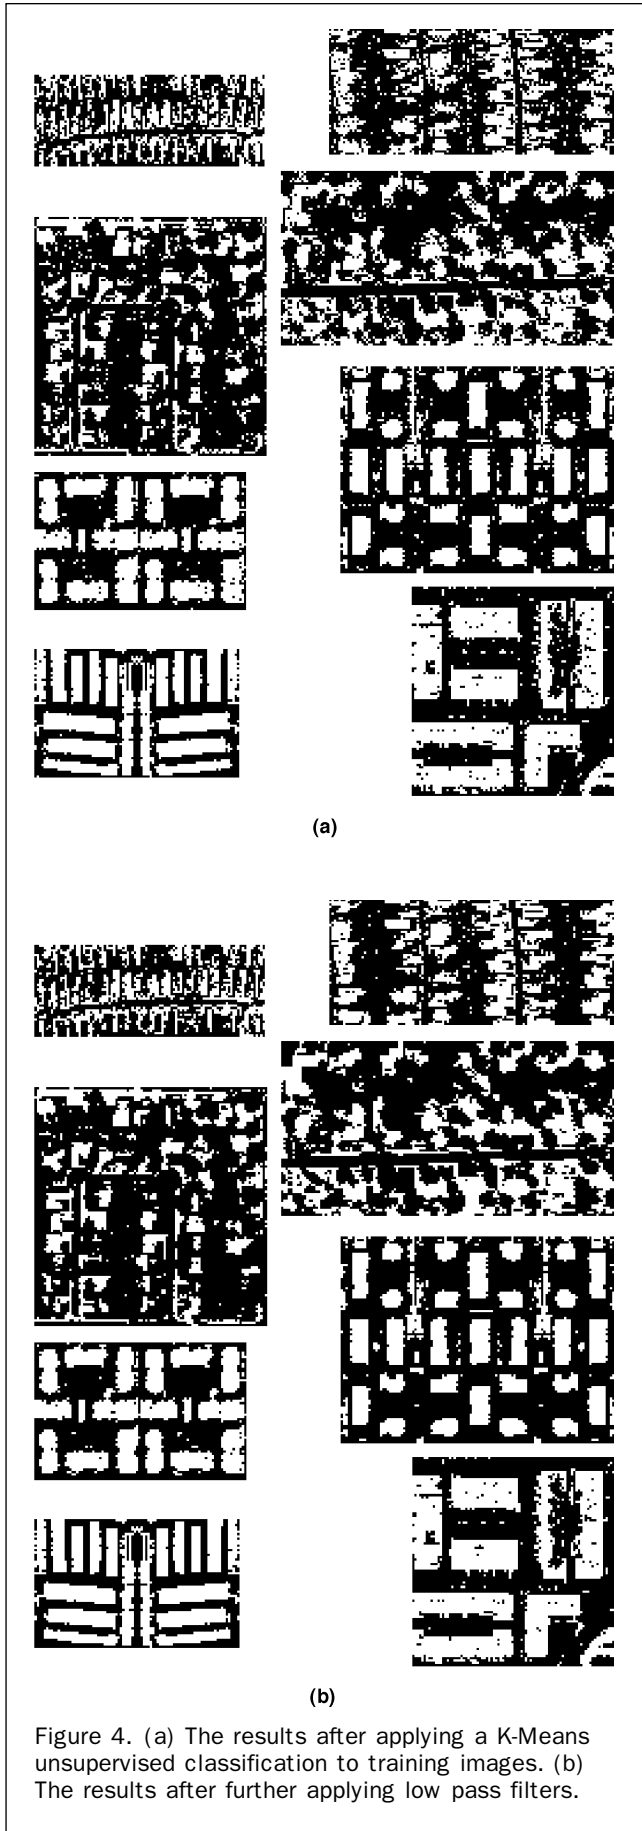 (a)
(b)
Figure 4. (a) The results after applying a K-Means
unsupervised classification to training images. (b)
The results after further applying low pass filters.